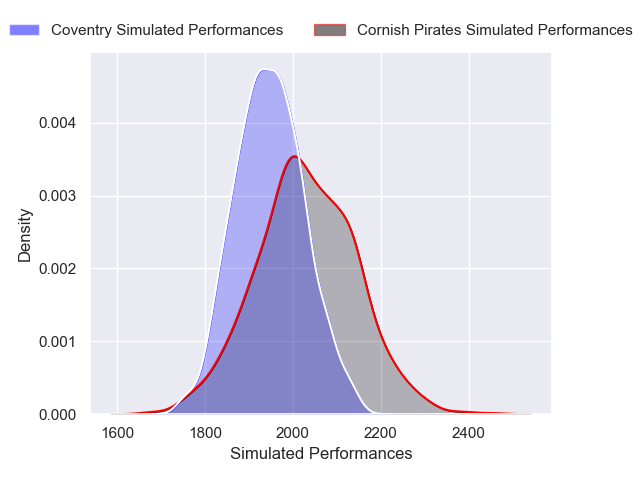 Coventry Simulated Performances
Cornish Pirates Simulated Performances
0.004
0.003
0.002
0.001
0.000
Density
1600
1800
2000
2200
2400
Simulated Performances